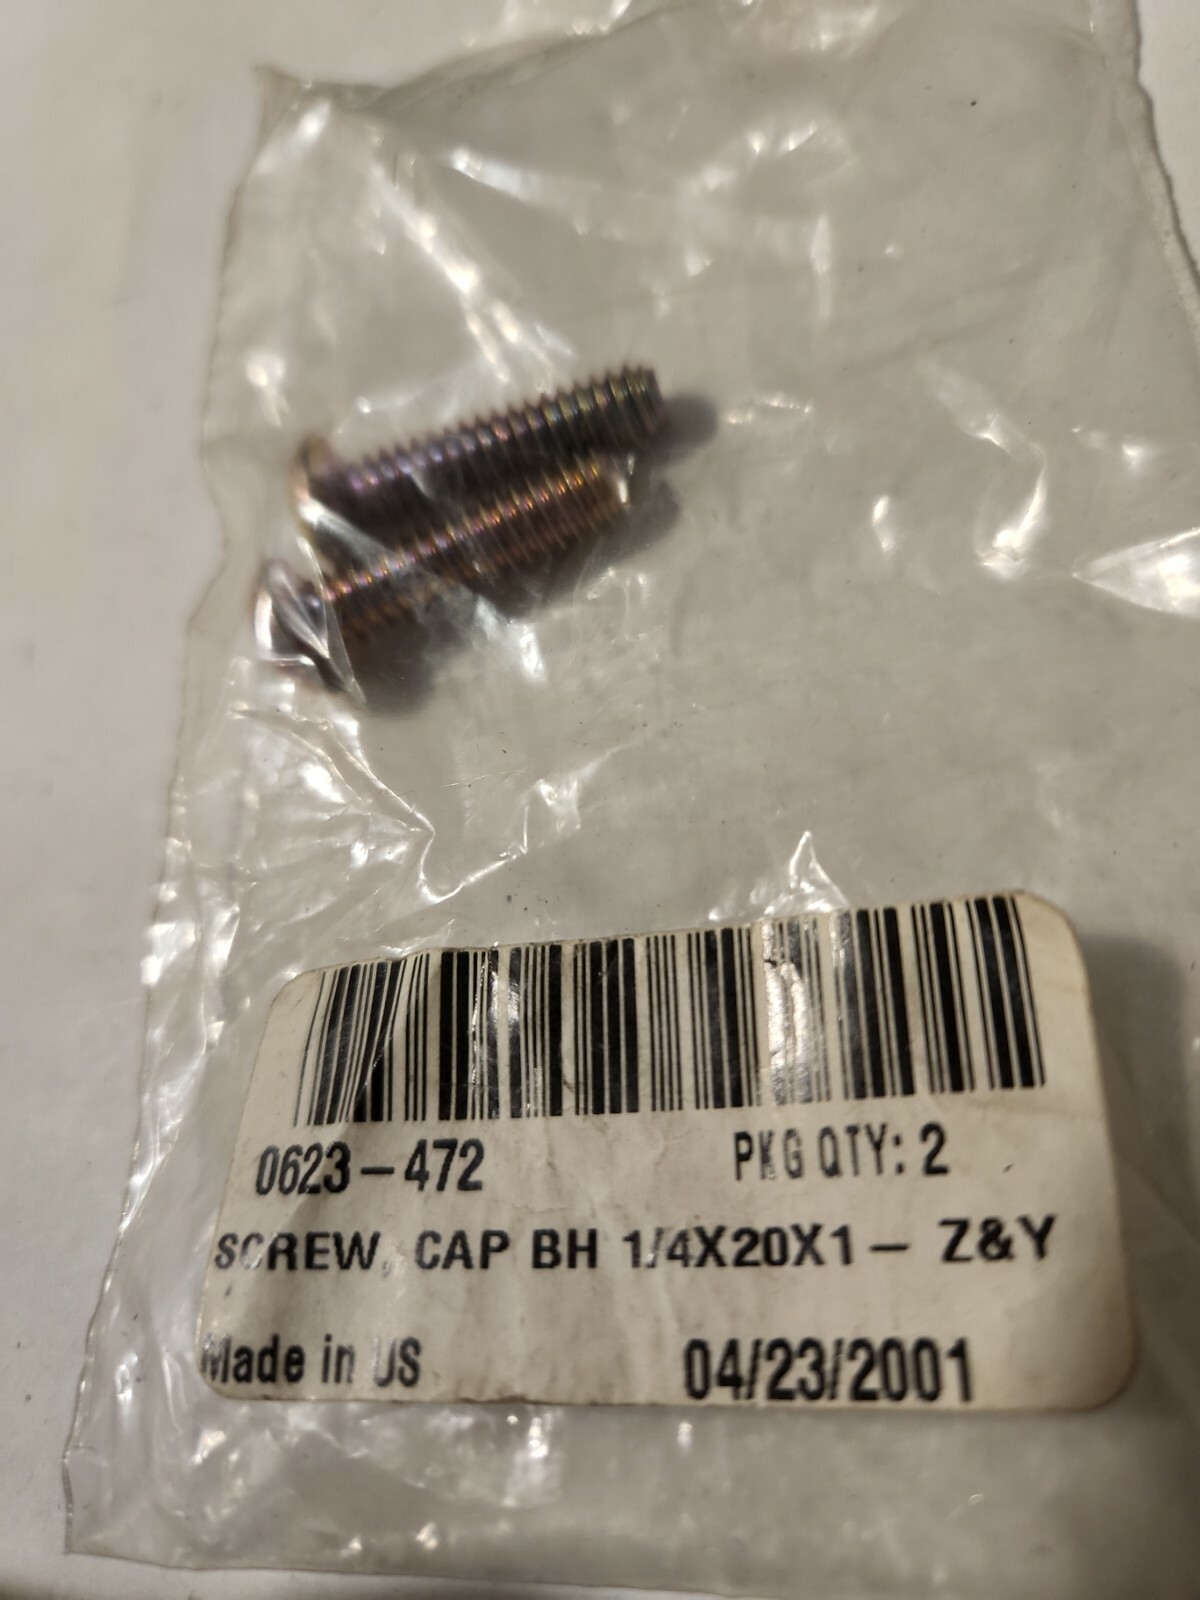 0623-472 PKG QTY: 2
SCREW, CAP BH 1/4X20X1- Z&Y
Made in US 04/23/2001